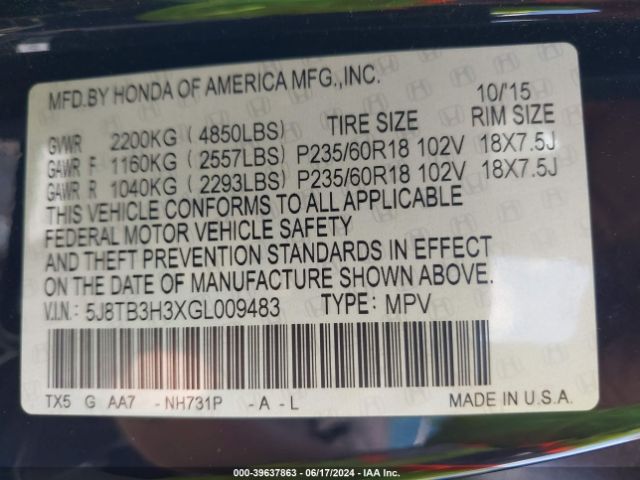 MFD.BY HONDA OF AMERICA MFG.,INC. 10/'15
GVWR 2200KG (4850LBS) TIRE SIZE RIM SIZE
GAWR F 1160KG (2557LBS) P235/60R18 102V 18X7.5J
GAWR R 1040KG (2293LBS) P235/60R18 102V 18X7.5J
THIS VEHICLE CONFORMS TO ALL APPLICABLE
FEDERAL MOTOR VEHICLE SAFETY
AND THEFT PREVENTION STANDARDS IN EFFECT
ON THE DATE OF MANUFACTURE SHOWN ABOVE.
V.I.N.: 5J8TB3H3XGL009483 TYPE: MPV
TX5 G AA7 - NH731P - A - L MADE IN U.S.A.
000-39637863 - 06/17/2024 - IAA Inc.